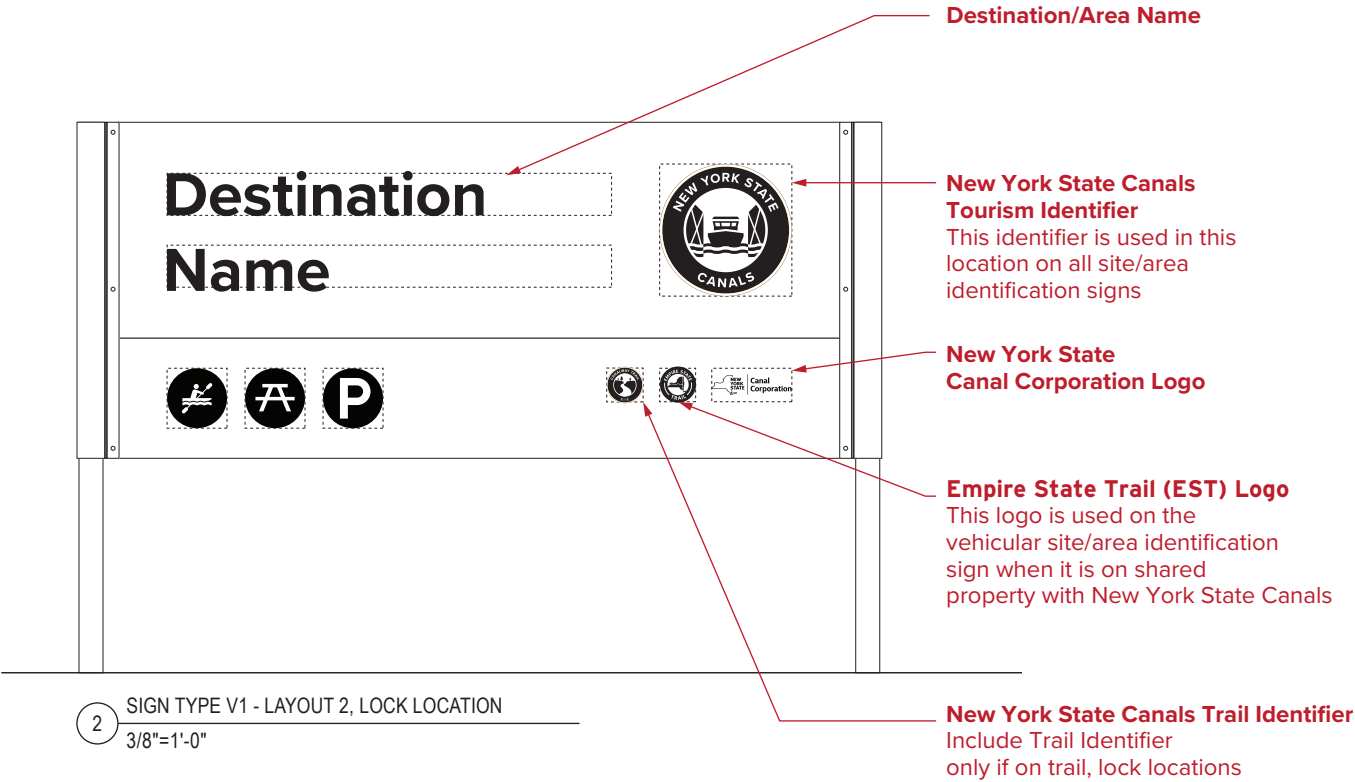 Destination/Area Name
Destination
Name
NEW YORK STATE
CANALS
New York State Canals
Tourism Identifier
This identifier is used in this
location on all site/area
identification signs
P
EMPIRE STATE
TRAIL
NEW
YORK
STATE
Canal
Corporation
New York State
Canal Corporation Logo
Empire State Trail (EST) Logo
This logo is used on the
vehicular site/area identification
sign when it is on shared
property with New York State Canals
2
SIGN TYPE V1 - LAYOUT 2, LOCK LOCATION
3/8"=1'-0"
New York State Canals Trail Identifier
Include Trail Identifier
only if on trail, lock locations